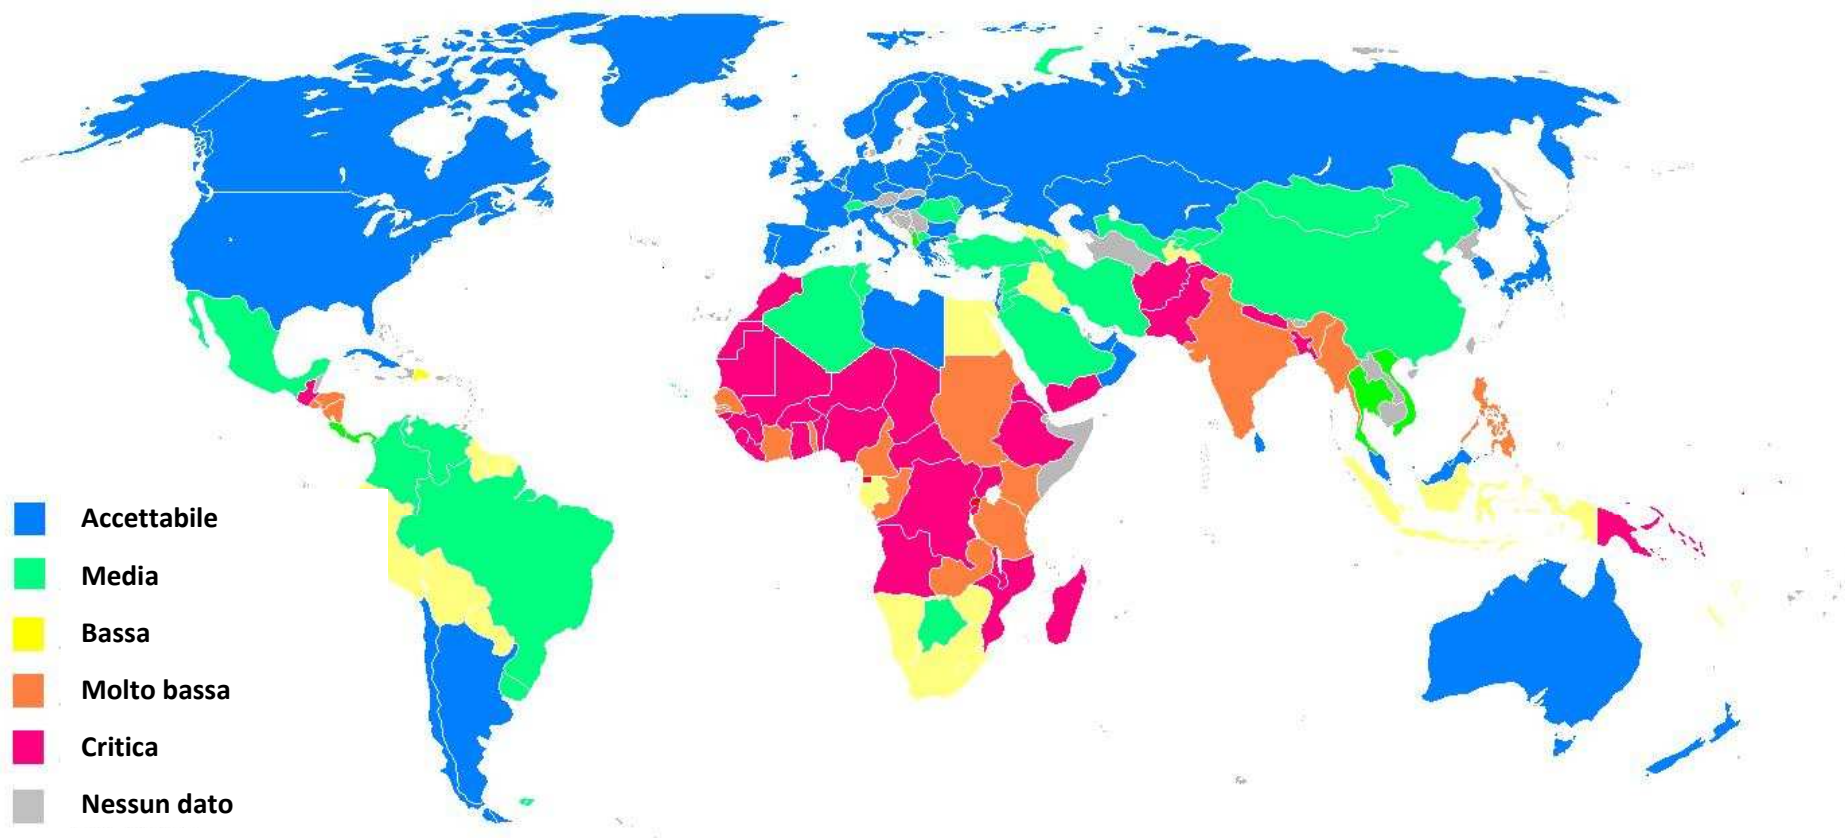 Accettabile
Media
Bassa
Molto bassa
Critica
Nessun dato